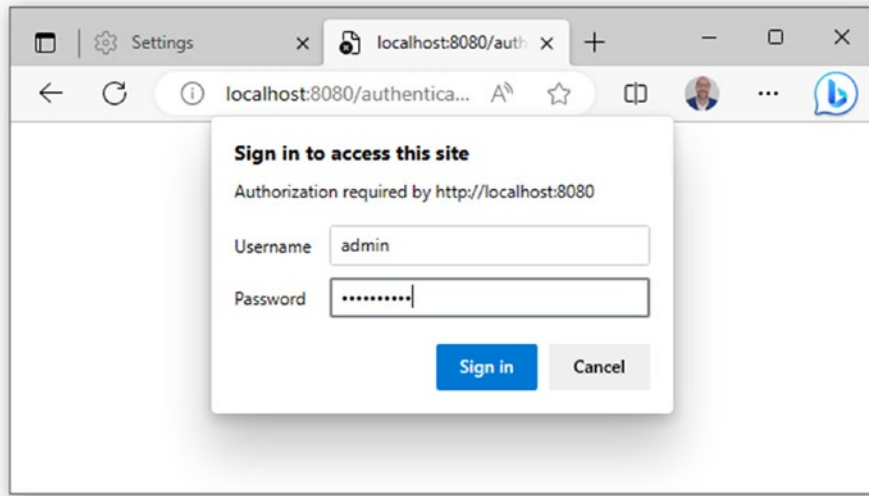 Settings
localhost:8080/auth
localhost:8080/authentica...
Sign in to access this site
Authorization required by http://localhost:8080
Username admin
Password ••••••••••
Sign in Cancel